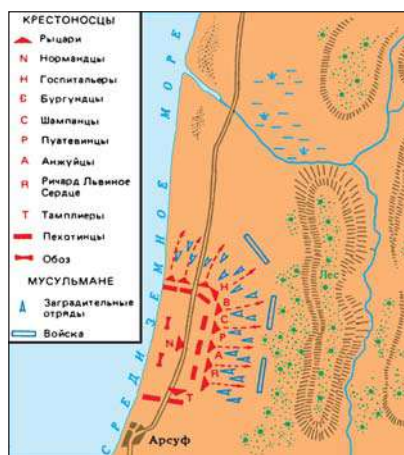 КРЕСТОНОСЦЫ
Рыцари
N Нормандцы
Н Госпитальеры
Б Бургундцы
С Шампанцы
Р Пуатевинцы
А Анжуйцы
Я Ричард Львиное
Сердце
Т Тамплиеры
Пехотинцы
Обоз
МУСУЛЬМАНЕ
Заградительные
отряды
Войска
СРЕДИЗЕМНОЕ МОРЕ
Лес
Н
Б
С
Р
N
А
Я
Т
Арсуф